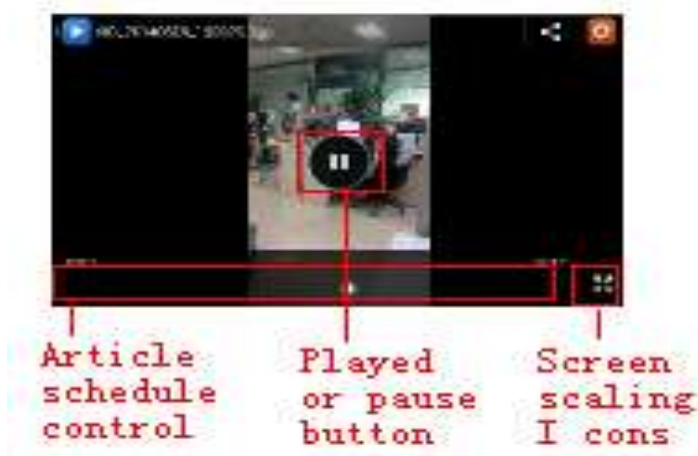 Article
schedule
control
Played
or pause
button
Screen
scaling
I cons